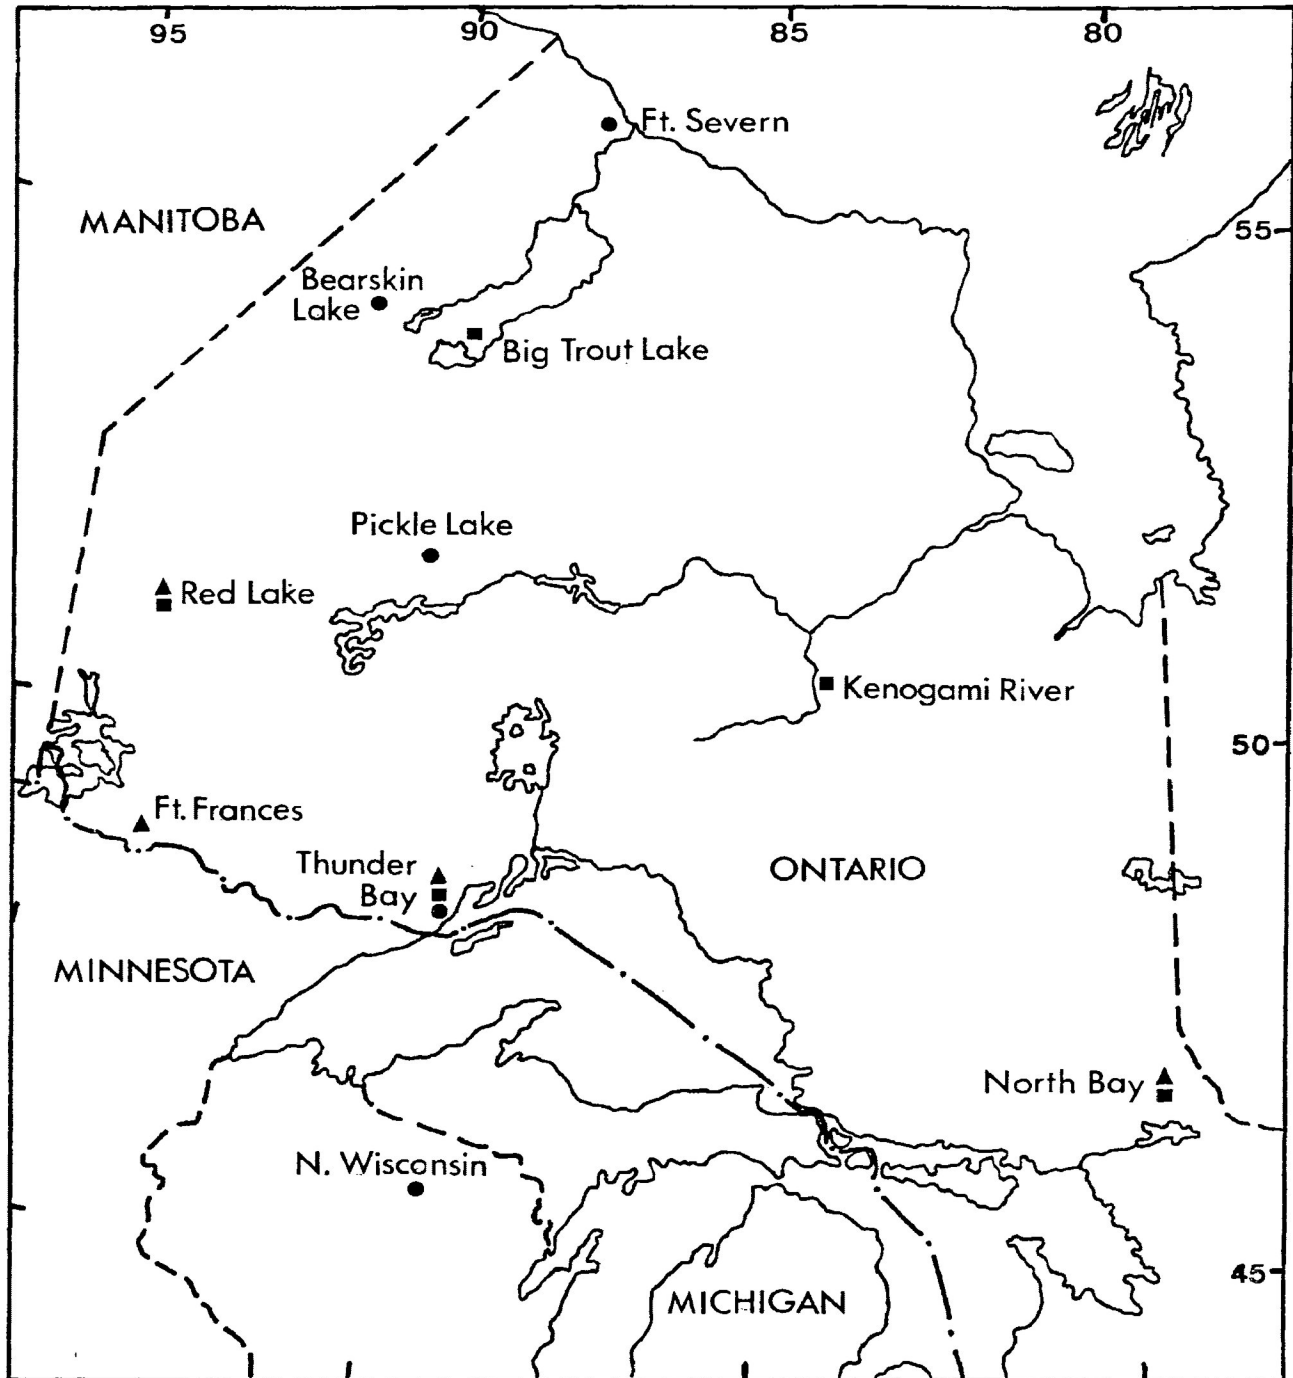 95 90 85 80
Ft. Severn
MANITOBA
55
Bearskin
Lake
Big Trout Lake
Pickle Lake
Red Lake
Kenogami River
50
Ft. Frances
Thunder
Bay
ONTARIO
MINNESOTA
North Bay
N. Wisconsin
45
MICHIGAN